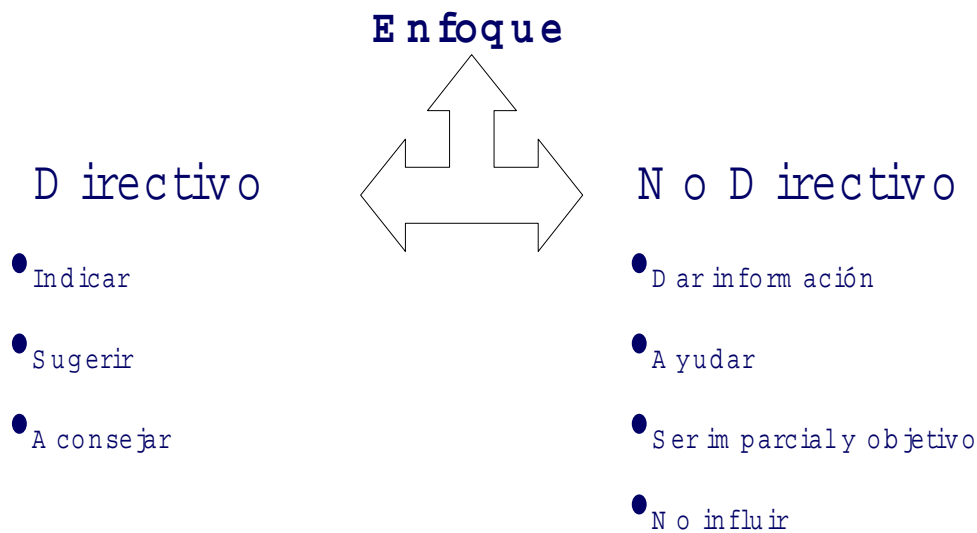 Enfoque
Directivo
No Directivo
• Indicar
• Sugerir
• Aconsejar
• Dar información
• Ayudar
• Ser imparcial y objetivo
• No influir